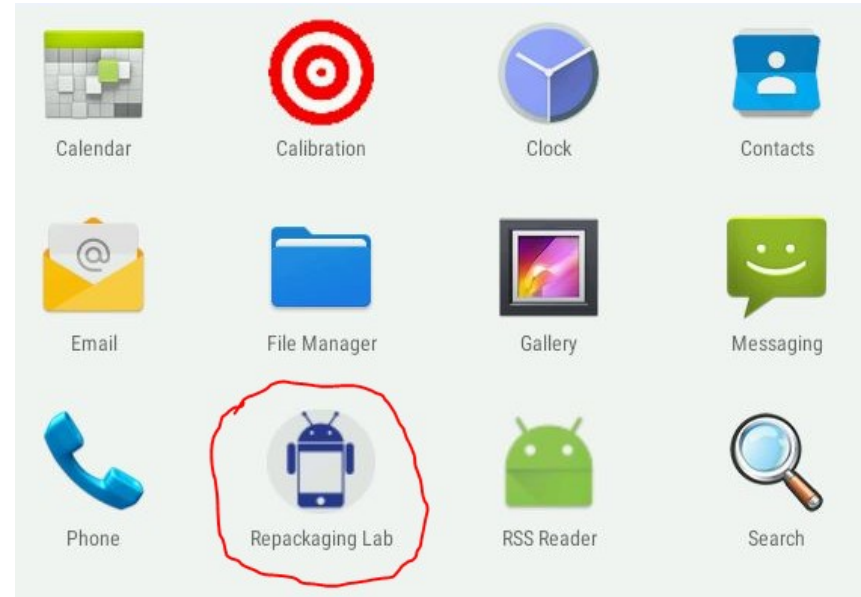 Calendar
Calibration
Clock
Contacts
@
Email
File Manager
Gallery
Messaging
Phone
Repackaging Lab
RSS Reader
Search